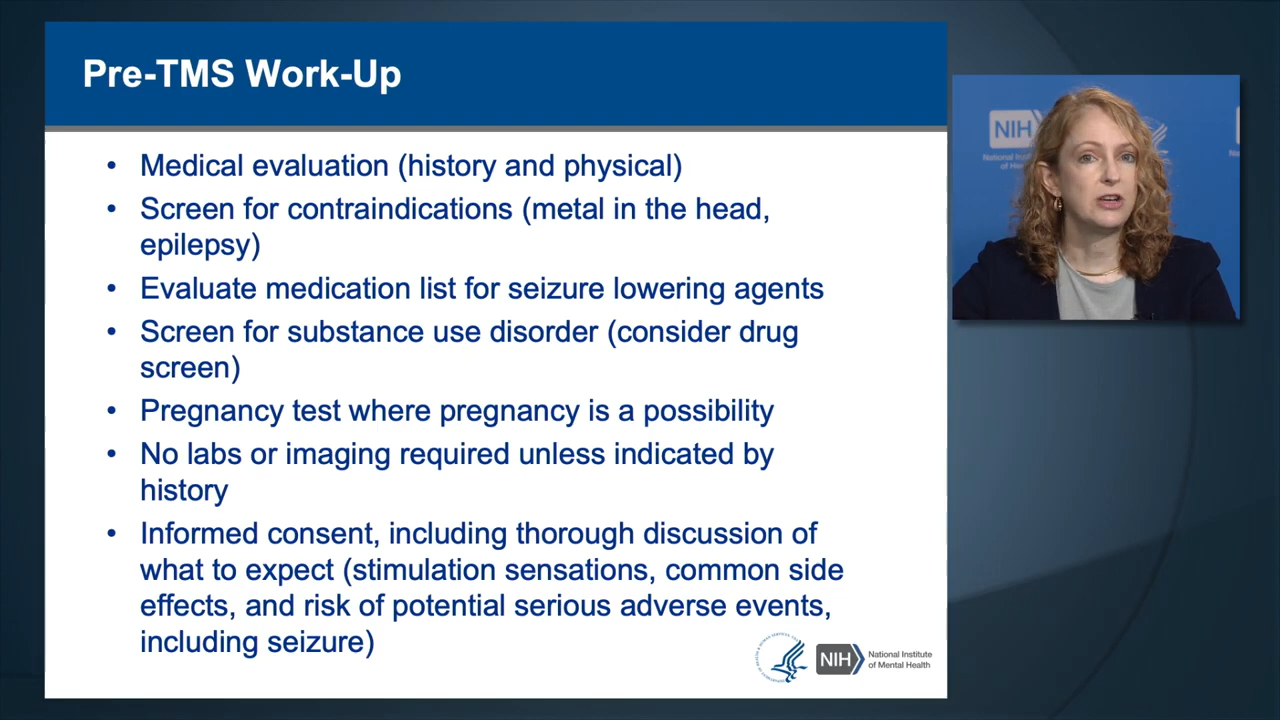 Pre-TMS Work-Up
• Medical evaluation (history and physical)
• Screen for contraindications (metal in the head,
epilepsy)
• Evaluate medication list for seizure lowering agents
• Screen for substance use disorder (consider drug
screen)
• Pregnancy test where pregnancy is a possibility
• No labs or imaging required unless indicated by
history
• Informed consent, including thorough discussion of
what to expect (stimulation sensations, common side
effects, and risk of potential serious adverse events,
including seizure)
NIH
National Institute
of Mental Health
NIH